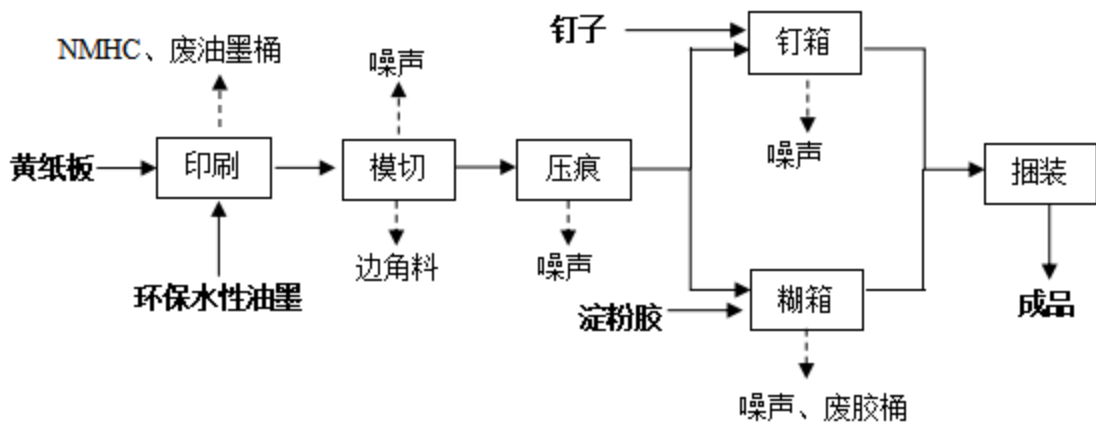 钉子
钉箱
NMHC、废油墨桶
噪声
噪声
黄纸板
印刷
模切
压痕
捆装
边角料
噪声
环保水性油墨
淀粉胶
糊箱
成品
噪声、废胶桶